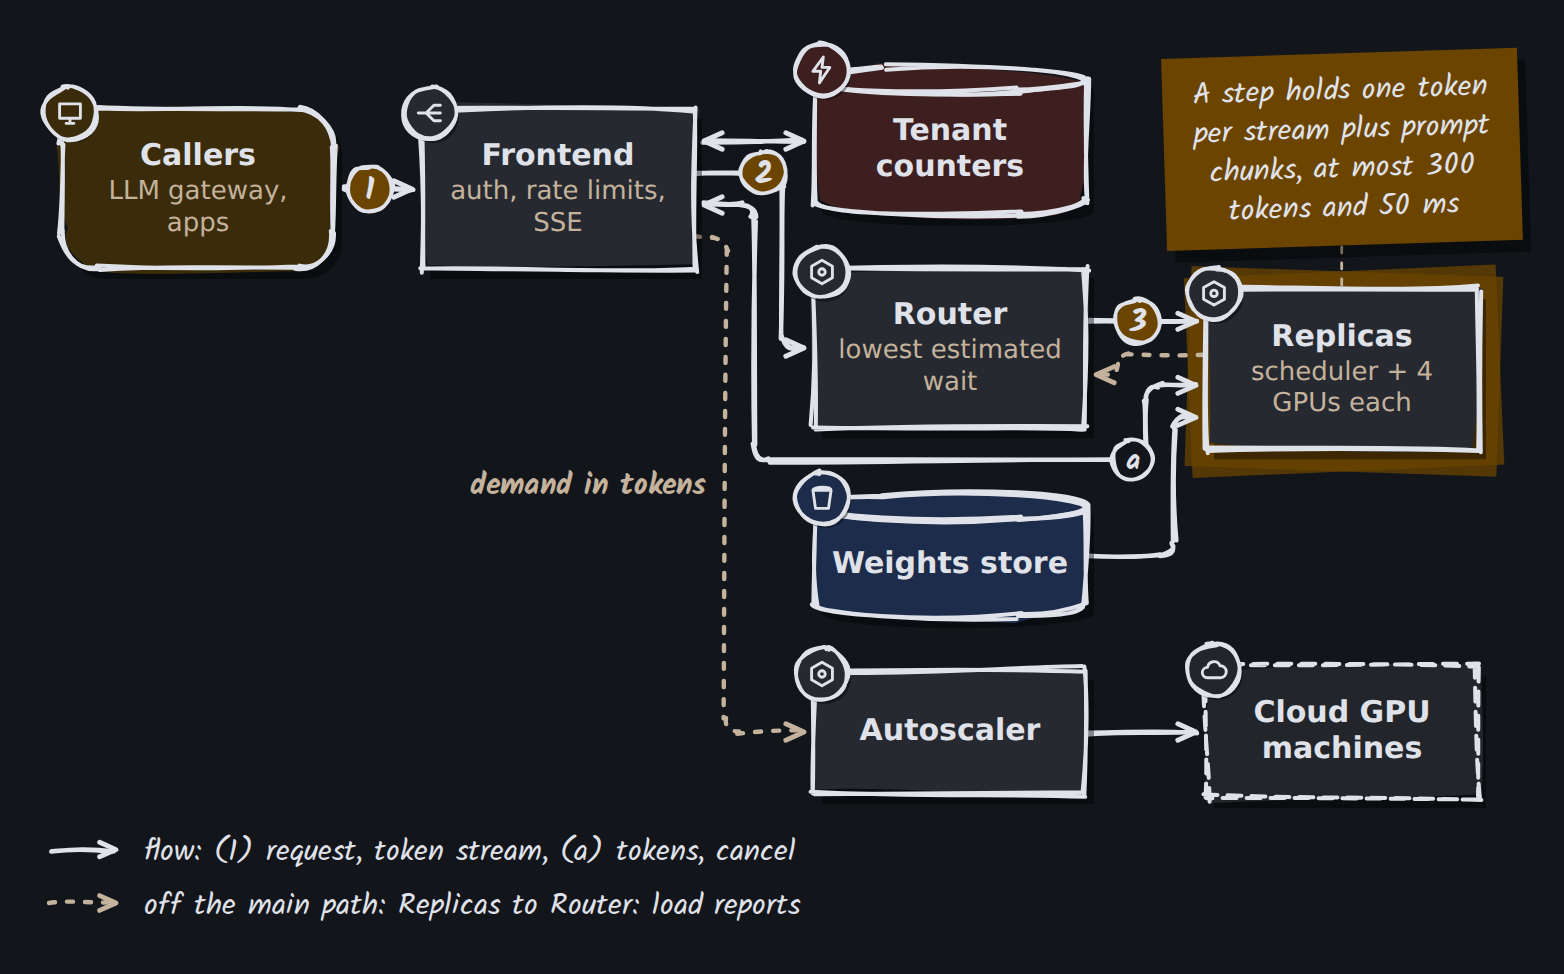 Callers
LLM gateway,
apps
1
Frontend
auth, rate limits,
SSE
2
Tenant
counters
A step holds one token
per stream plus prompt
chunks, at most 300
tokens and 50 ms
Router
lowest estimated
wait
3
Replicas
scheduler + 4
GPUs each
a
demand in tokens
Weights store
Autoscaler
Cloud GPU
machines
flow: (1) request, token stream, (a) tokens, cancel
off the main path: Replicas to Router: load reports